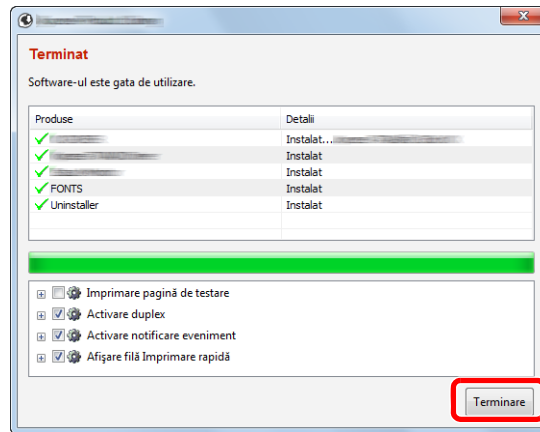 Terminat
Software-ul este gata de utilizare.
Produse Detalii
Instalat...
Instalat
Instalat
FONTS Instalat
Uninstaller Instalat
Imprimare pagină de testare
Activare duplex
Activare notificare eveniment
Afișare filă Imprimare rapidă
Terminare